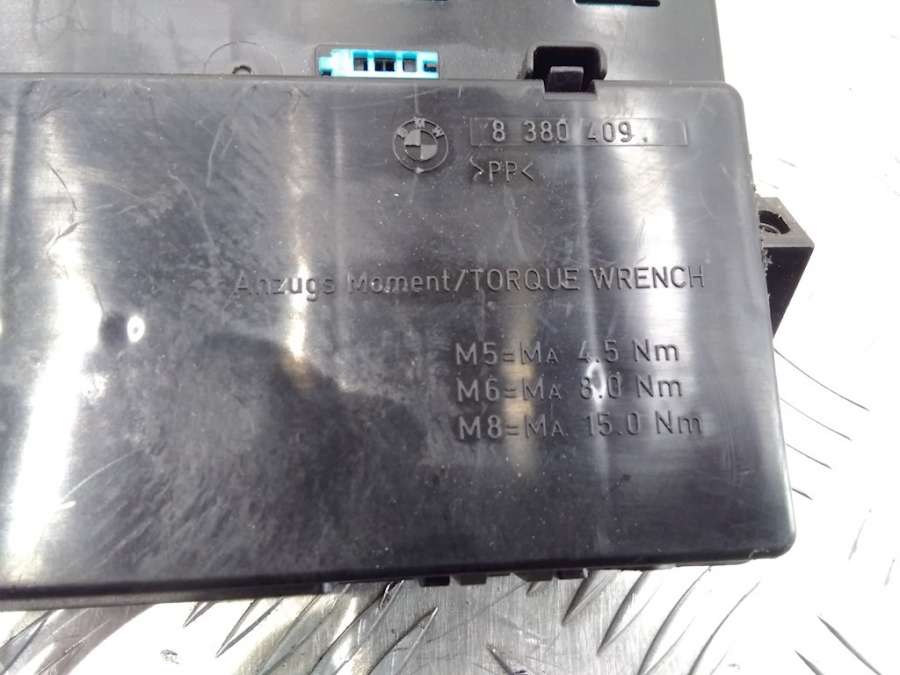 BMW
8 380 409.
>PP<
Anzugs Moment/TORQUE WRENCH
M5=MA 4.5 Nm
M6=MA 8.0 Nm
M8=MA 15.0 Nm